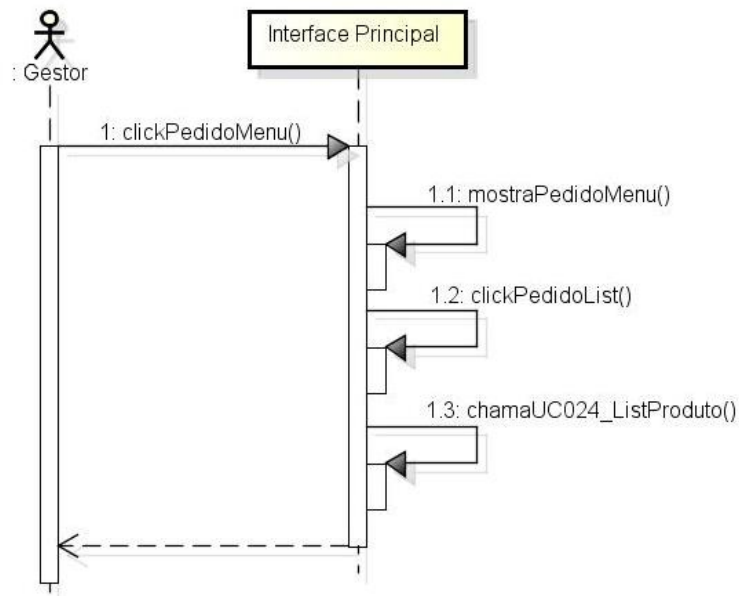 Interface Principal
: Gestor
1: clickPedidoMenu()
1.1: mostraPedidoMenu()
1.2: clickPedidoList()
1.3: chamaUC024_ListProduto()